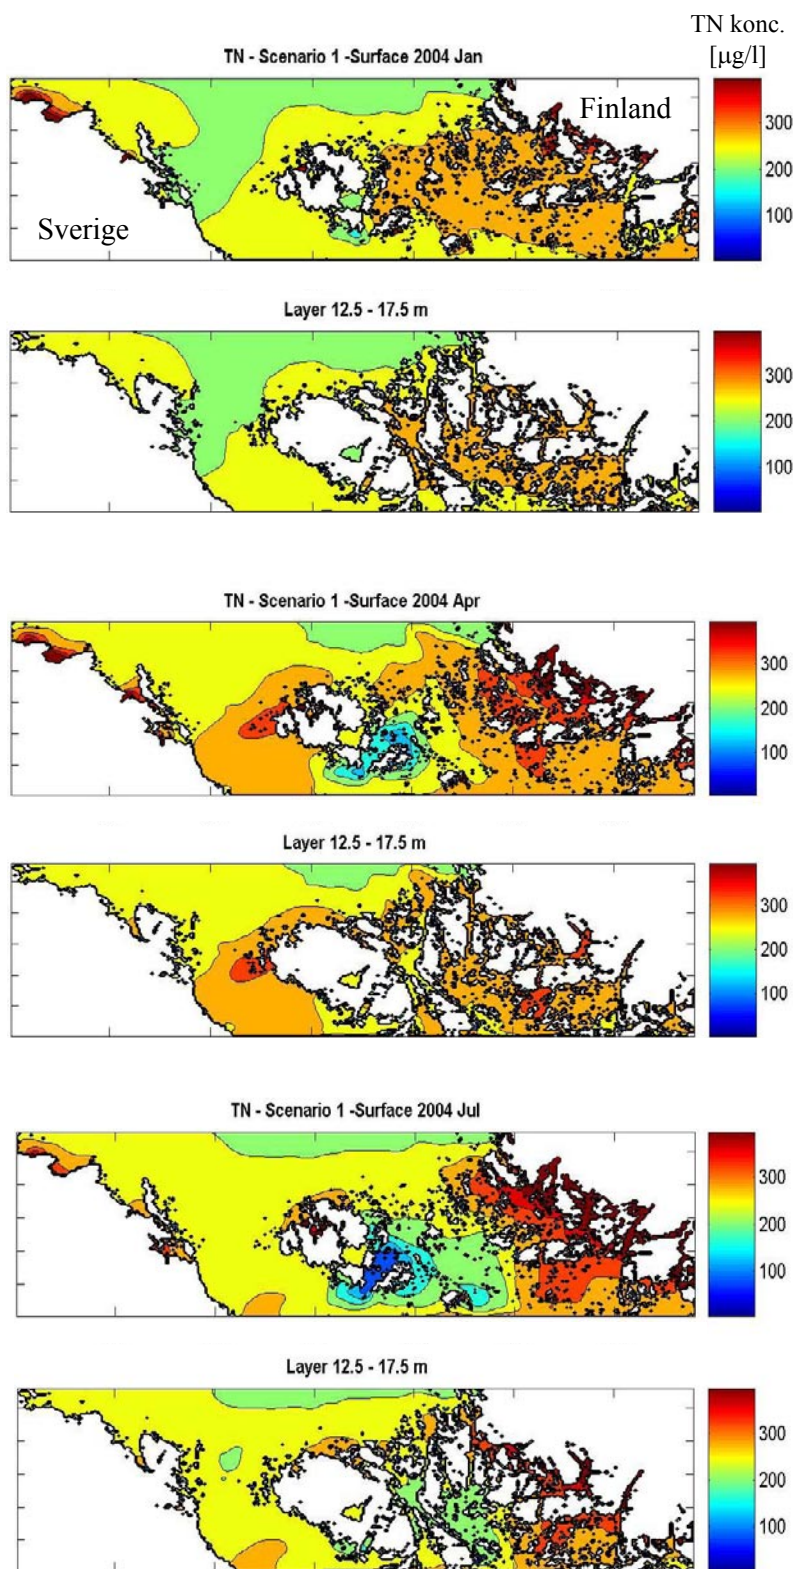 TN konc.
[µg/l]
TN - Scenario 1 -Surface 2004 Jan
Finland
Sverige
300
200
100
Layer 12.5 - 17.5 m
300
200
100
TN - Scenario 1 -Surface 2004 Apr
300
200
100
Layer 12.5 - 17.5 m
300
200
100
TN - Scenario 1 -Surface 2004 Jul
300
200
100
Layer 12.5 - 17.5 m
300
200
100